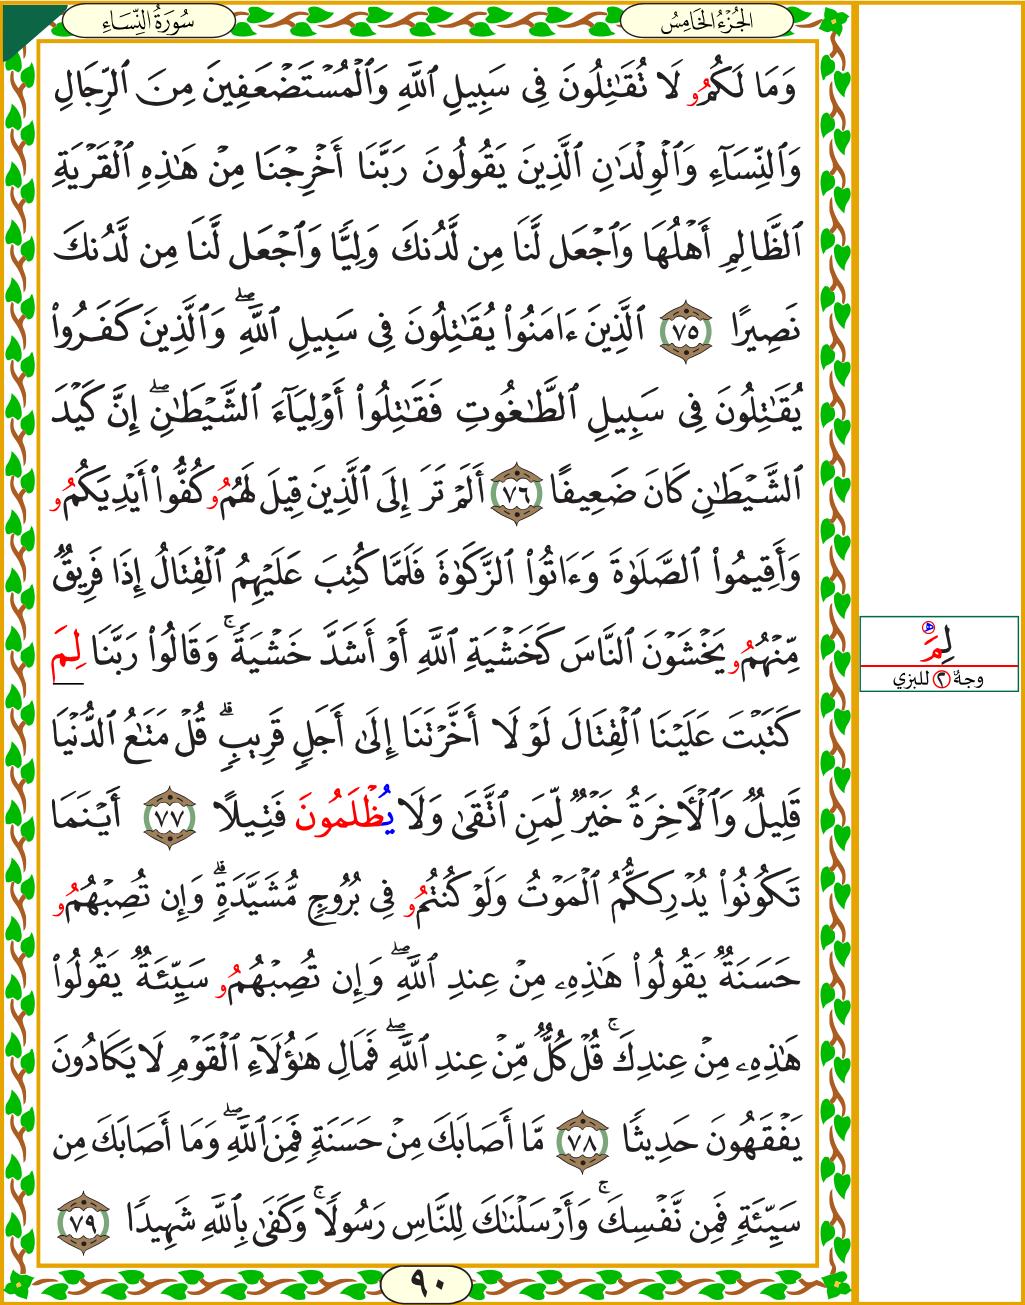 سُورَةُ النِّسَاءِ
الجُزْءُ الخَامِسُ
وَمَا لَكُمُۥ لَا تُقَٰتِلُونَ فِى سَبِيلِ ٱللَّهِ وَٱلْمُسْتَضْعَفِينَ مِنَ ٱلرِّجَالِ
وَٱلنِّسَآءِ وَٱلْوِلْدَٰنِ ٱلَّذِينَ يَقُولُونَ رَبَّنَا أَخْرِجْنَا مِنْ هَٰذِهِ ٱلْقَرْيَةِ
ٱلظَّالِمِ أَهْلُهَا وَٱجْعَل لَّنَا مِن لَّدُنكَ وَلِيًّا وَٱجْعَل لَّنَا مِن لَّدُنكَ
نَصِيرًا ٧٥ ٱلَّذِينَ ءَامَنُوا۟ يُقَٰتِلُونَ فِى سَبِيلِ ٱللَّهِۖ وَٱلَّذِينَ كَفَرُوا۟
يُقَٰتِلُونَ فِى سَبِيلِ ٱلطَّٰغُوتِ فَقَٰتِلُوا۟ أَوْلِيَآءَ ٱلشَّيْطَٰنِۖ إِنَّ كَيْدَ
ٱلشَّيْطَٰنِ كَانَ ضَعِيفًا ٧٦ أَلَمْ تَرَ إِلَى ٱلَّذِينَ قِيلَ لَهُمُۥ كُفُّوا۟ أَيْدِيَكُمُۥ
وَأَقِيمُوا۟ ٱلصَّلَوٰةَ وَءَاتُوا۟ ٱلزَّكَوٰةَ فَلَمَّا كُتِبَ عَلَيْهِمُ ٱلْقِتَالُ إِذَا فَرِيقٌ
مِّنْهُمُۥ يَخْشَوْنَ ٱلنَّاسَ كَخَشْيَةِ ٱللَّهِ أَوْ أَشَدَّ خَشْيَةًۚ وَقَالُوا۟ رَبَّنَا لِمَ
كَتَبْتَ عَلَيْنَا ٱلْقِتَالَ لَوْلَا أَخَّرْتَنَا إِلَىٰ أَجَلٍ قَرِيبٍۗ قُلْ مَتَٰعُ ٱلدُّنْيَا
قَلِيلٌ وَٱلْأَخِرَةُ خَيْرٌ لِّمَنِ ٱتَّقَىٰ وَلَا يُظْلَمُونَ فَتِيلًا ٧٧ أَيْنَمَا
تَكُونُوا۟ يُدْرِككُّمُ ٱلْمَوْتُ وَلَوْ كُنتُمُۥ فِى بُرُوجٍ مُّشَيَّدَةٍۗ وَإِن تُصِبْهُمُۥ
حَسَنَةٌ يَقُولُوا۟ هَٰذِهِۦ مِنْ عِندِ ٱللَّهِۖ وَإِن تُصِبْهُمُۥ سَيِّئَةٌ يَقُولُوا۟
هَٰذِهِۦ مِنْ عِندِكَۚ قُلْ كُلٌّ مِّنْ عِندِ ٱللَّهِۖ فَمَالِ هَٰٓؤُلَآءِ ٱلْقَوْمِ لَا يَكَادُونَ
يَفْقَهُونَ حَدِيثًا ٧٨ مَّا أَصَابَكَ مِنْ حَسَنَةٍ فَمِنَ ٱللَّهِۖ وَمَا أَصَابَكَ مِن
سَيِّئَةٍ فَمِن نَّفْسِكَۚ وَأَرْسَلْنَٰكَ لِلنَّاسِ رَسُولًاۚ وَكَفَىٰ بِٱللَّهِ شَهِيدًا ٧٩
٩٠
لِمَهْ
وجهٌ ٢ للبزي